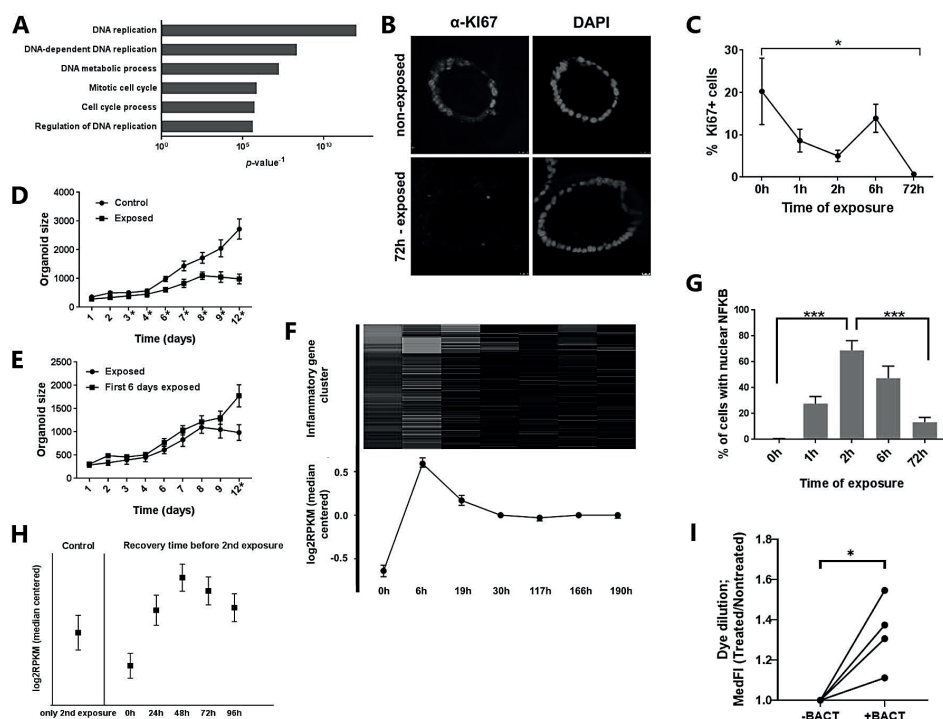 A
DNA replication
DNA-dependent DNA replication
DNA metabolic process
Mitotic cell cycle
Cell cycle process
Regulation of DNA replication
10⁰ 10⁵ 10¹⁰
p-value⁻¹
B
α-KI67 DAPI
non-exposed
72h - exposed
C
% Ki67+ cells
30
20
10
0
*
0h 1h 2h 6h 72h
Time of exposure
D
Organoid size
4000
3000
2000
1000
0
Control
Exposed
1 2 3* 4* 6* 7* 8* 9* 12*
Time (days)
E
Organoid size
2500
2000
1500
1000
500
0
Exposed
First 6 days exposed
1 2 3 4 6 7 8 9 12*
Time (days)
F
Inflammatory gene
cluster
log2RPKM (median
centered)
0.5
0.0
-0.5
0h 6h 19h 30h 117h 166h 190h
G
% of cells with nuclear NFKB
100
80
60
40
20
0
*** ***
0h 1h 2h 6h 72h
Time of exposure
H
Control Recovery time before 2nd exposure
log2RPKM (median centered)
only 2nd exposure 0h 24h 48h 72h 96h
I
Dye dilution;
MedFI (Treated/Nontreated)
1.8
1.6
1.4
1.2
1.0
*
-BACT +BACT